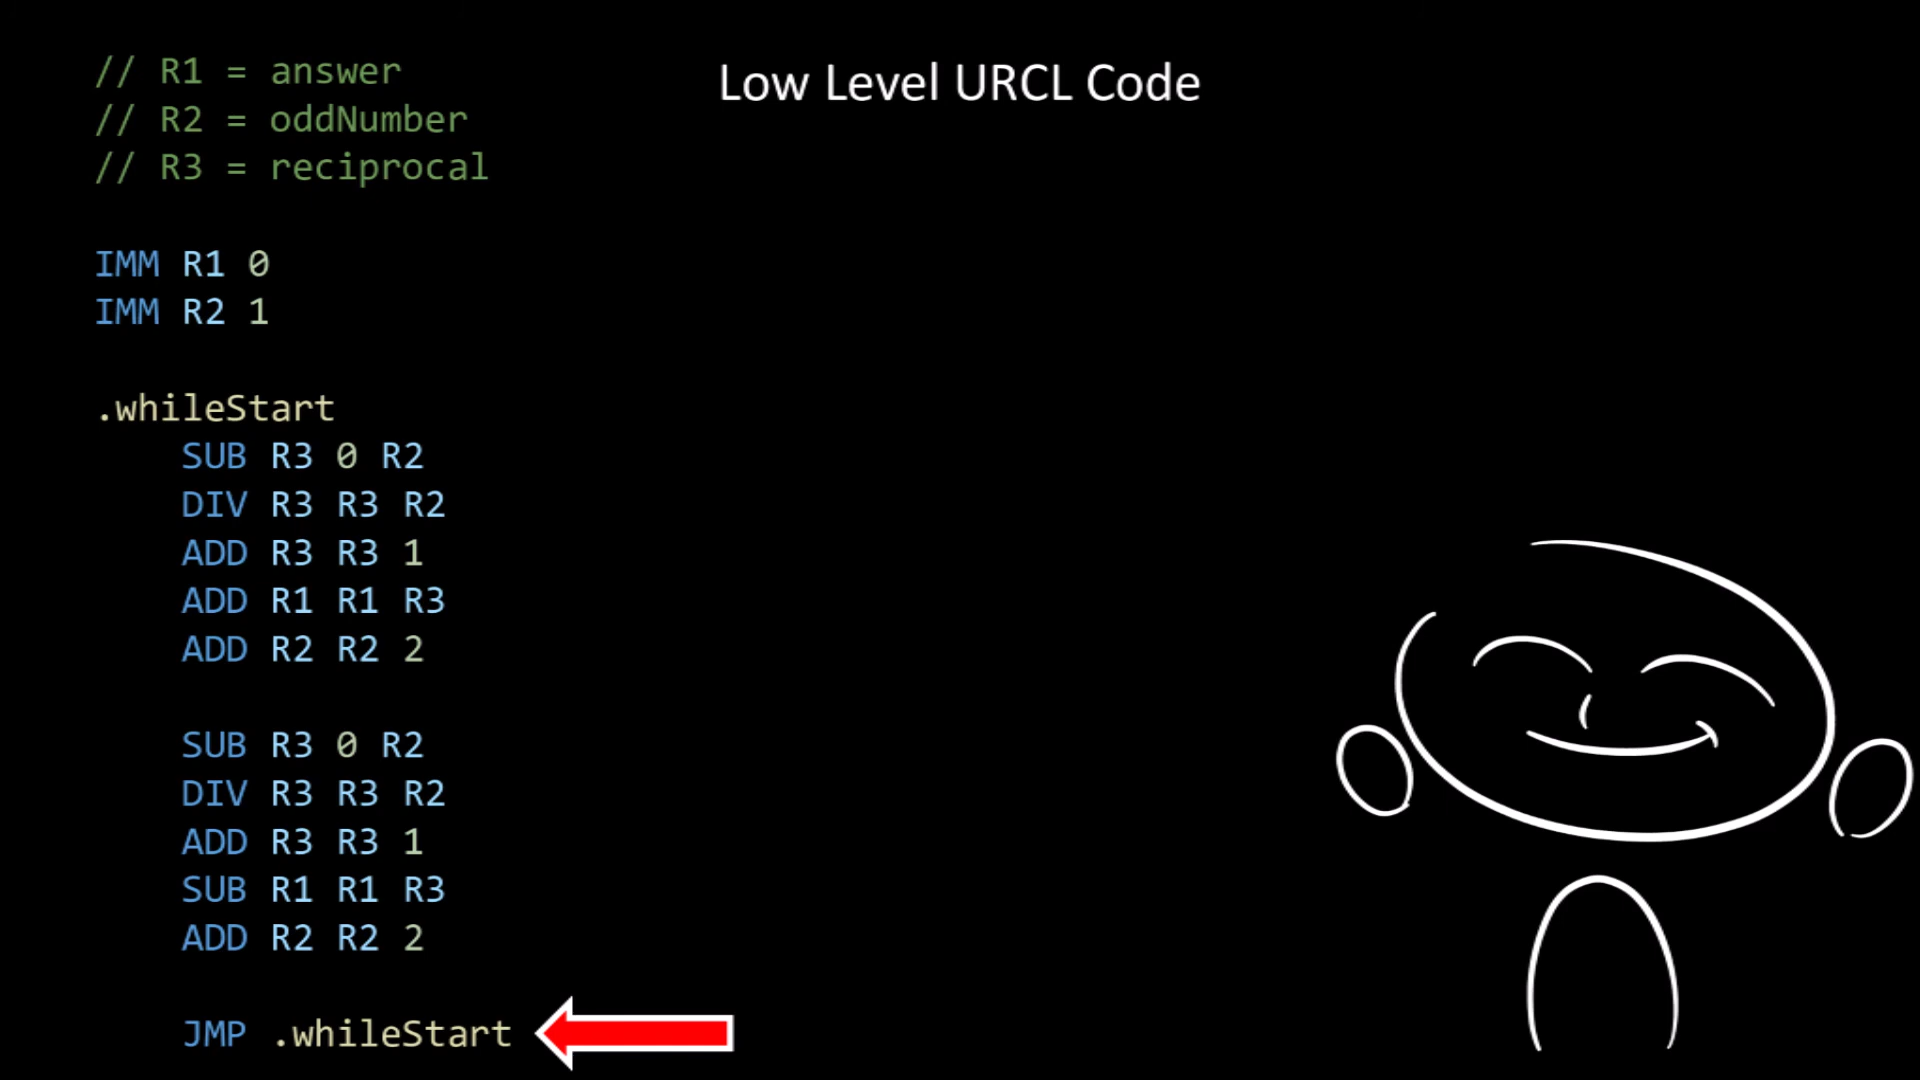 Low Level URCL Code
// R1 = answer
// R2 = oddNumber
// R3 = reciprocal
IMM R1 0
IMM R2 1
.whileStart
SUB R3 0 R2
DIV R3 R3 R2
ADD R3 R3 1
ADD R1 R1 R3
ADD R2 R2 2
SUB R3 0 R2
DIV R3 R3 R2
ADD R3 R3 1
SUB R1 R1 R3
ADD R2 R2 2
JMP .whileStart